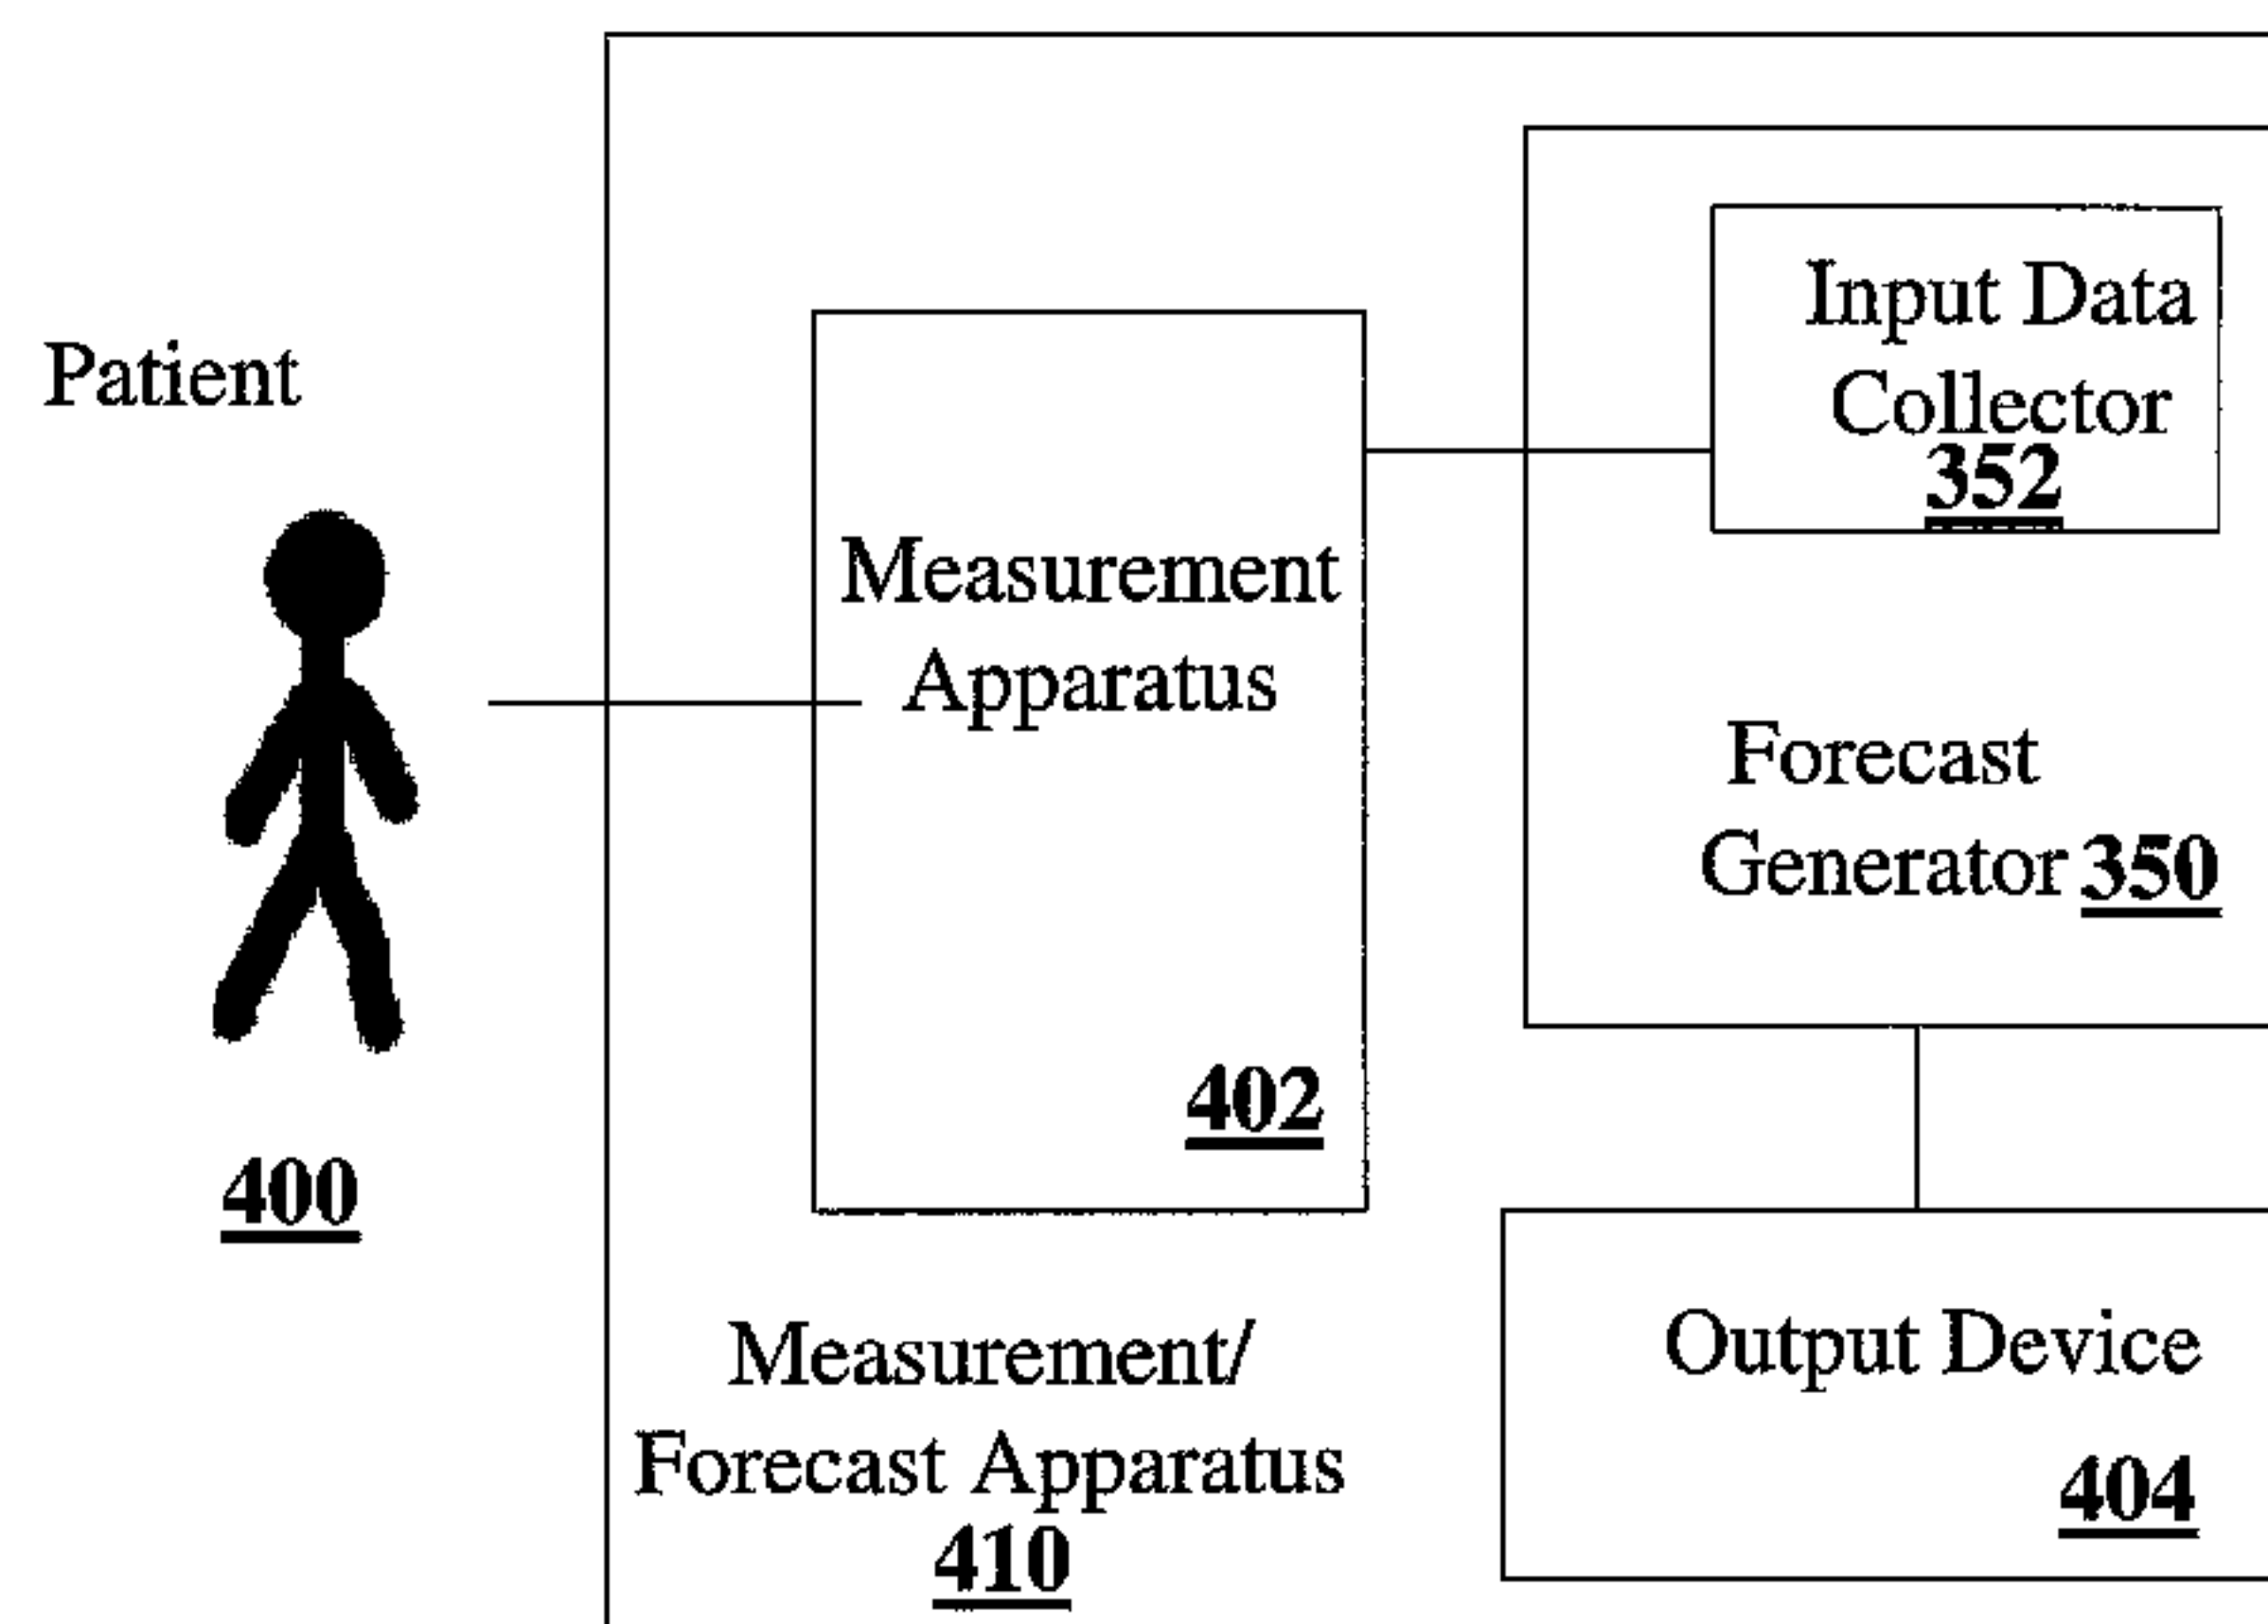 Patient
400
Measurement
Apparatus
402
Input Data
Collector
352
Forecast
Generator 350
Output Device
404
Measurement/
Forecast Apparatus
410